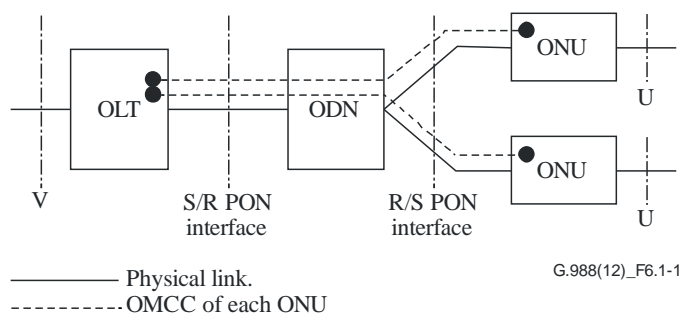 ONU
OLT
ODN
U
ONU
V
S/R PON
interface
R/S PON
interface
U
G.988(12)_F6.1-1
Physical link.
OMCC of each ONU